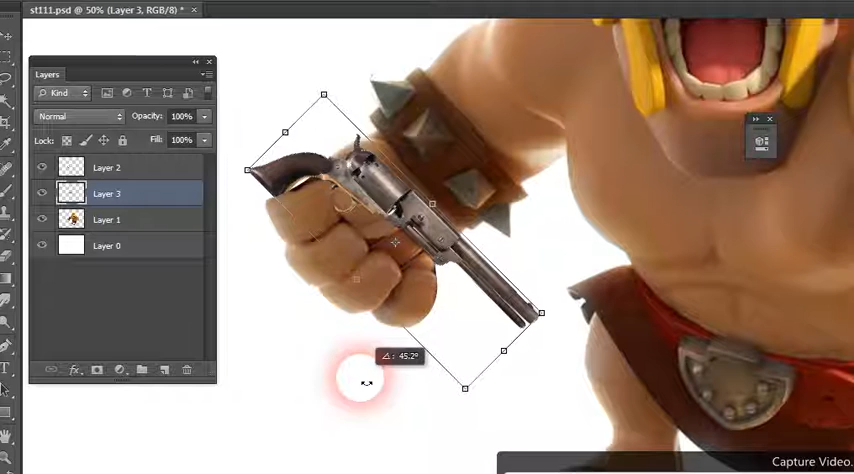 st111.psd @ 50% (Layer 3, RGB/8) * ×
Layers
Kind
Normal
Opacity: 100%
Lock:
Fill: 100%
Layer 2
Layer 3
Layer 1
Layer 0
fx
T
: 45.2°
Capture Video.